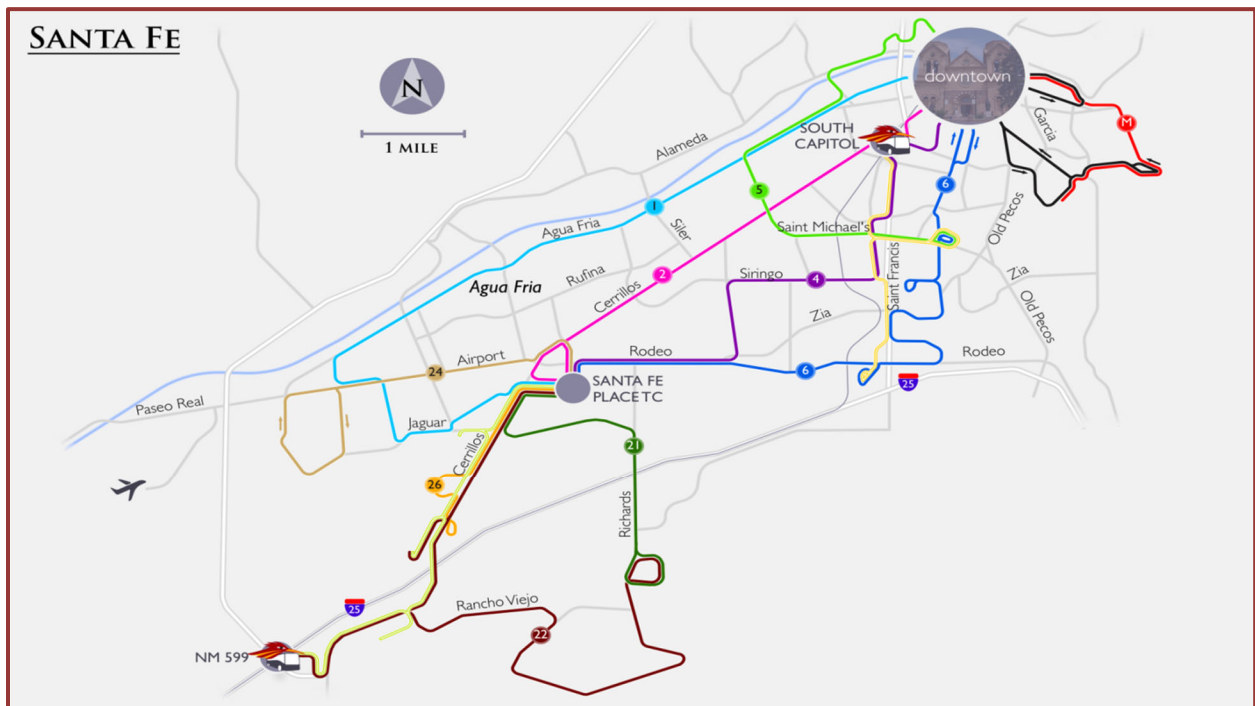 SANTA FE
N
1 MILE
downtown
SOUTH
CAPITOL
Garcia
M
Alameda
5
6
1
Agua Fria
Siler
Saint Michael's
Old Pecos
Saint Francis
Rufina
Agua Fria
2
Cerrillos
Siringo
4
Zia
Zia
Old Pecos
Rodeo
Airport
24
6
Rodeo
25
SANTA FE
PLACE TC
Paseo Real
Jaguar
Cerrillos
21
26
Richards
25
Rancho Viejo
22
NM 599